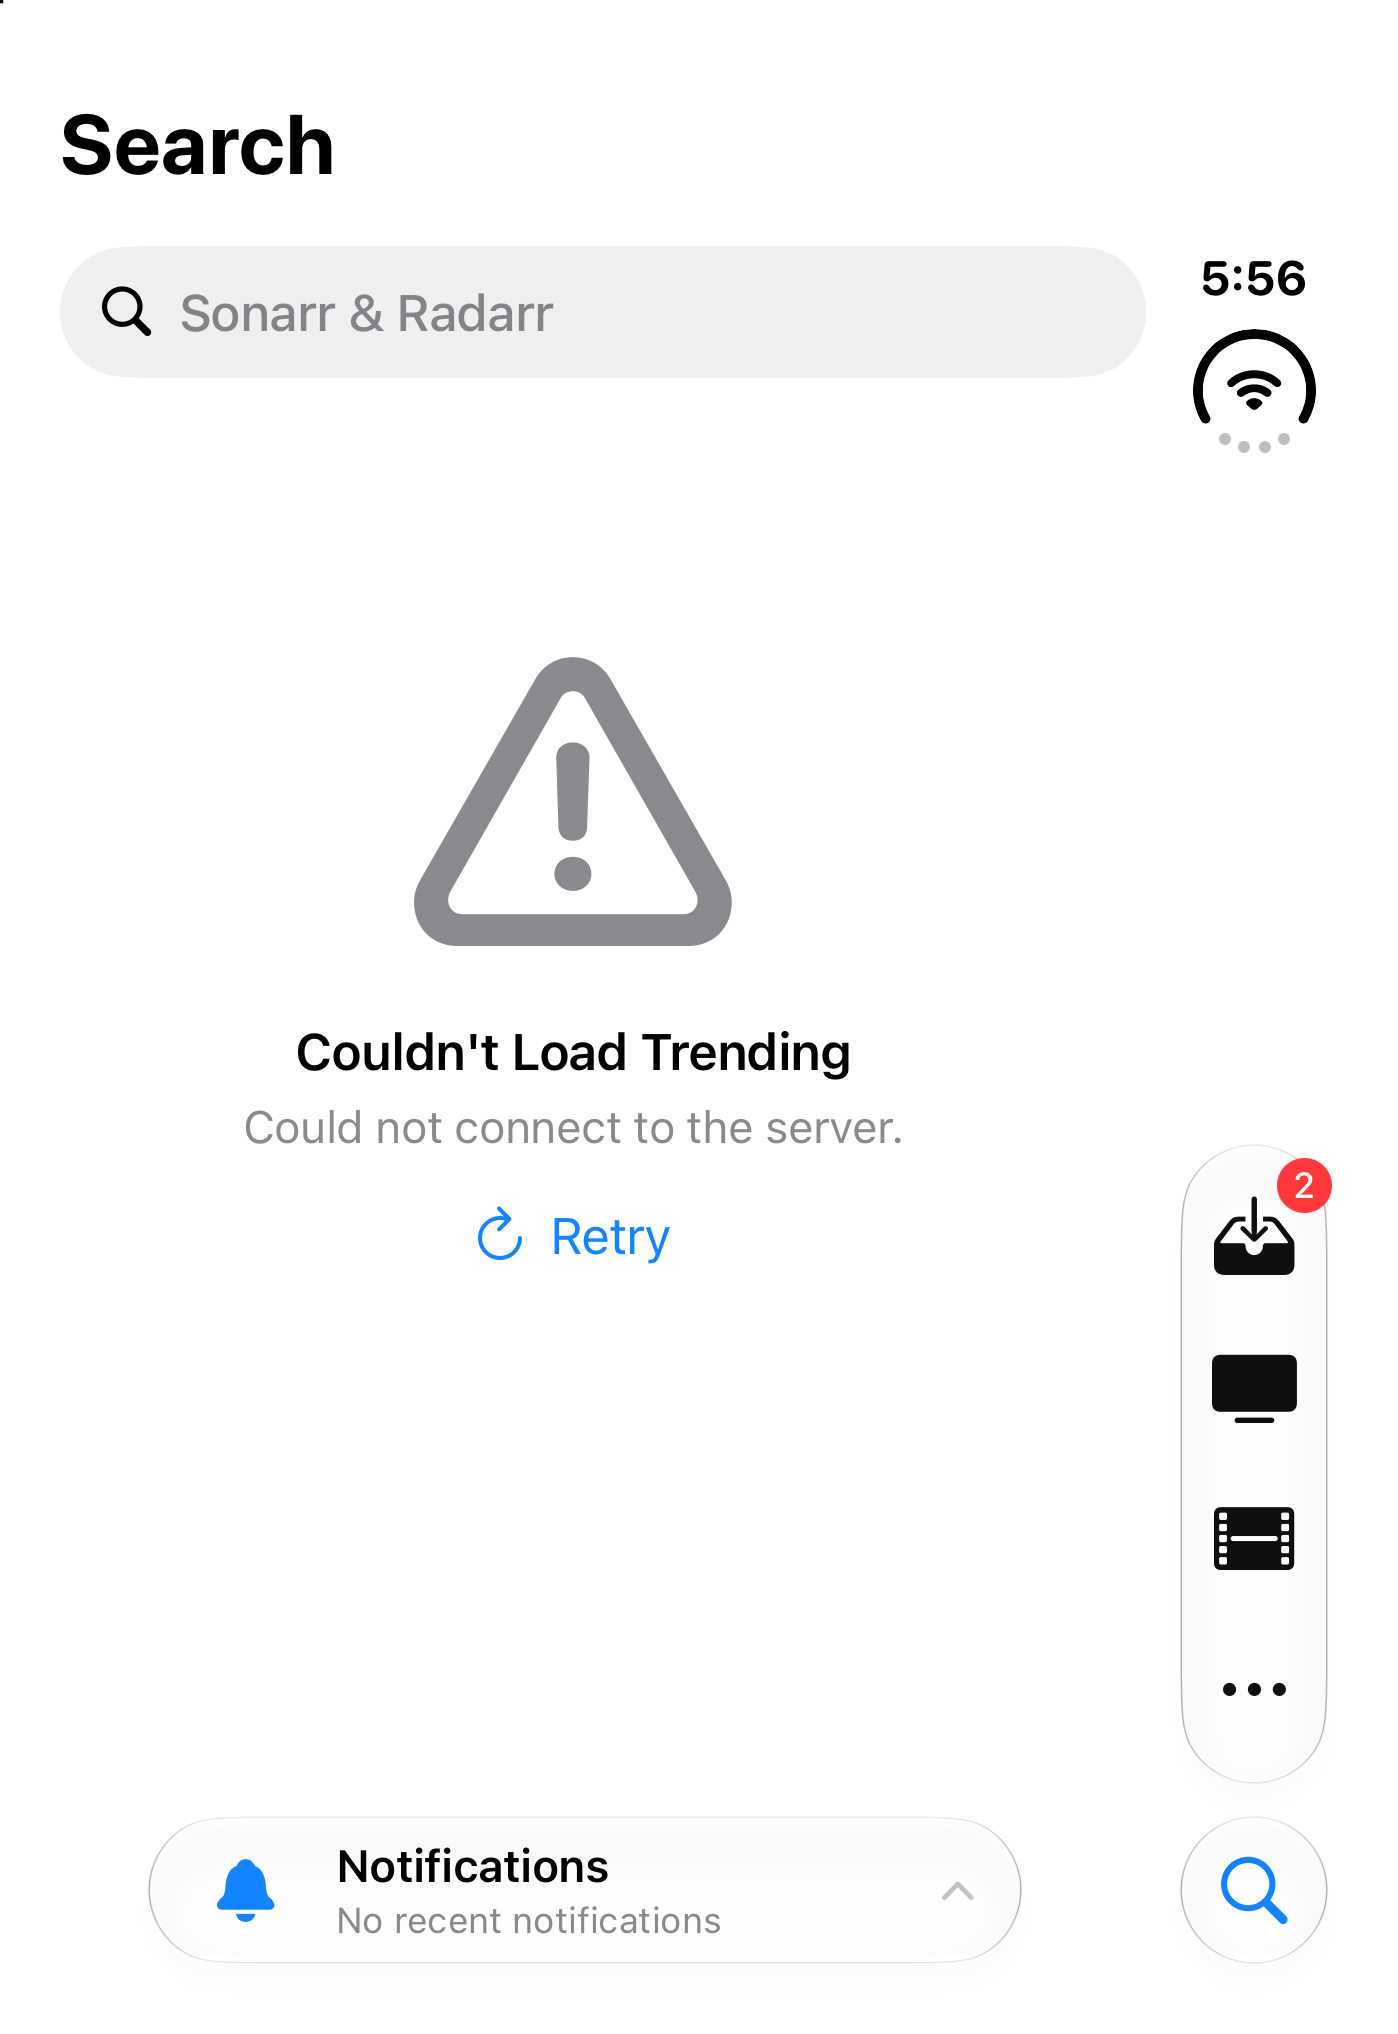 Search
Sonarr & Radarr
5:56
Couldn't Load Trending
Could not connect to the server.
Retry
2
Notifications
No recent notifications